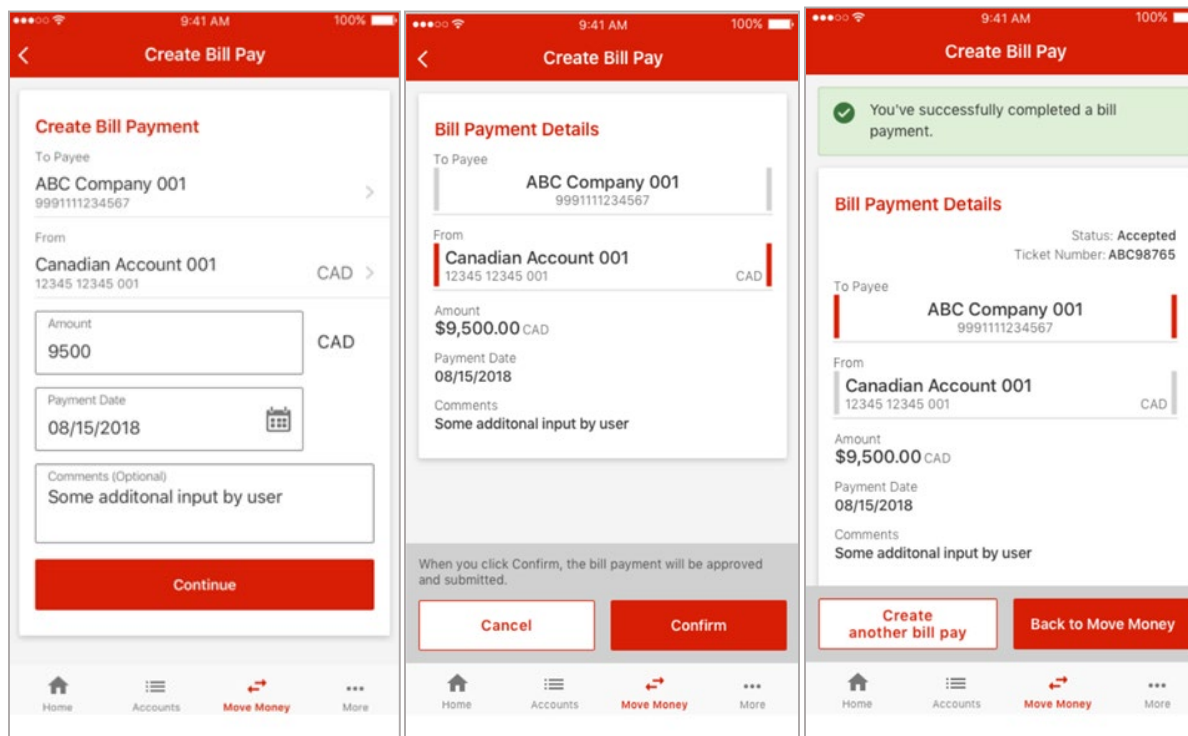 9:41 AM 100%
Create Bill Pay
Create Bill Payment
To Payee
ABC Company 001
9991111234567
From
Canadian Account 001
12345 12345 001
CAD
Amount
9500
CAD
Payment Date
08/15/2018
Comments (Optional)
Some additonal input by user
Continue
Home Accounts Move Money More
9:41 AM 100%
Create Bill Pay
Bill Payment Details
To Payee
ABC Company 001
9991111234567
From
Canadian Account 001
12345 12345 001 CAD
Amount
$9,500.00 CAD
Payment Date
08/15/2018
Comments
Some additonal input by user
When you click Confirm, the bill payment will be approved
and submitted.
Cancel Confirm
Home Accounts Move Money More
9:41 AM 100%
Create Bill Pay
You've successfully completed a bill
payment.
Bill Payment Details
Status: Accepted
Ticket Number: ABC98765
To Payee
ABC Company 001
9991111234567
From
Canadian Account 001
12345 12345 001 CAD
Amount
$9,500.00 CAD
Payment Date
08/15/2018
Comments
Some additonal input by user
Create
another bill pay
Back to Move Money
Home Accounts Move Money More